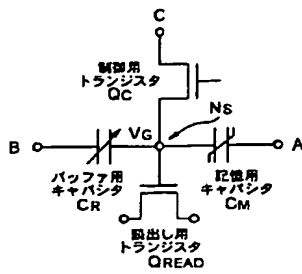 C
制御用
トランジスタ
QC
NS
VG
B
A
バッファ用
キャパシタ
CR
記憶用
キャパシタ
CM
読出し用
トランジスタ
QREAD